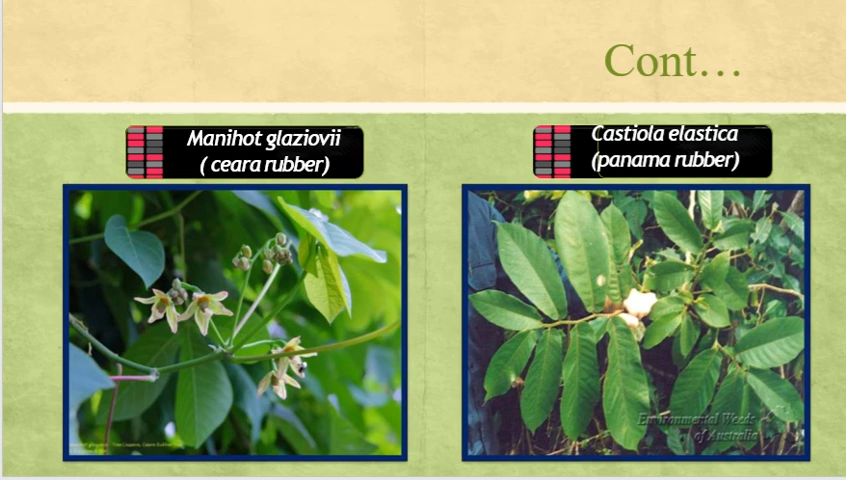 Cont…
Manihot glaziovii
( ceara rubber)
Castiola elastica
(panama rubber)
Environmental Weeds
of Australia